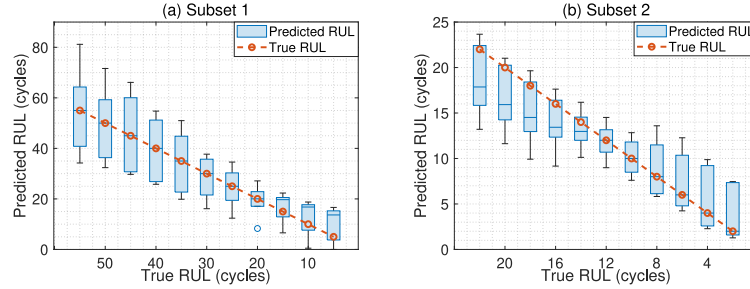 (a) Subset 1
Predicted RUL
True RUL
80
60
40
20
0
50
40
30
20
10
Predicted RUL (cycles)
True RUL (cycles)
(b) Subset 2
Predicted RUL
True RUL
25
20
15
10
5
0
20
16
12
8
4
Predicted RUL (cycles)
True RUL (cycles)